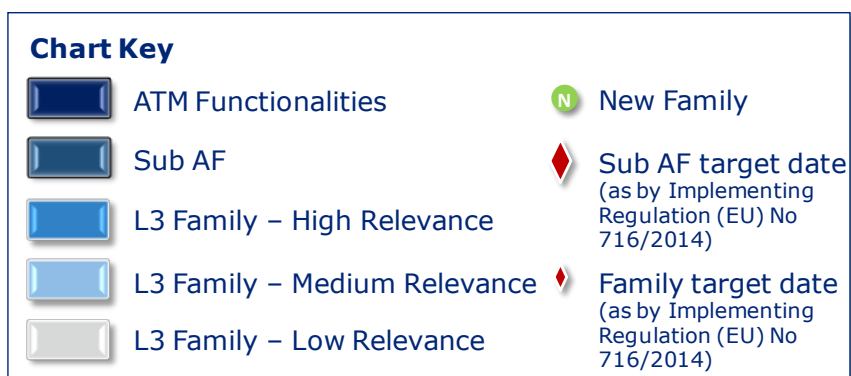 Chart Key
ATM Functionalities
Sub AF
L3 Family – High Relevance
L3 Family – Medium Relevance
L3 Family – Low Relevance
N New Family
Sub AF target date
(as by Implementing
Regulation (EU) No
716/2014)
Family target date
(as by Implementing
Regulation (EU) No
716/2014)